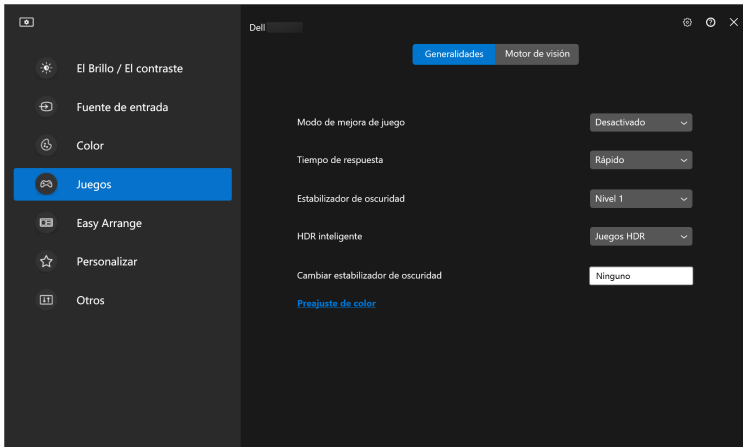 Dell
Generalidades
Motor de visión
El Brillo / El contraste
Fuente de entrada
Color
Juegos
Easy Arrange
Personalizar
Otros
Modo de mejora de juego
Desactivado
Tiempo de respuesta
Rápido
Estabilizador de oscuridad
Nivel 1
HDR inteligente
Juegos HDR
Cambiar estabilizador de oscuridad
Ninguno
Preajuste de color